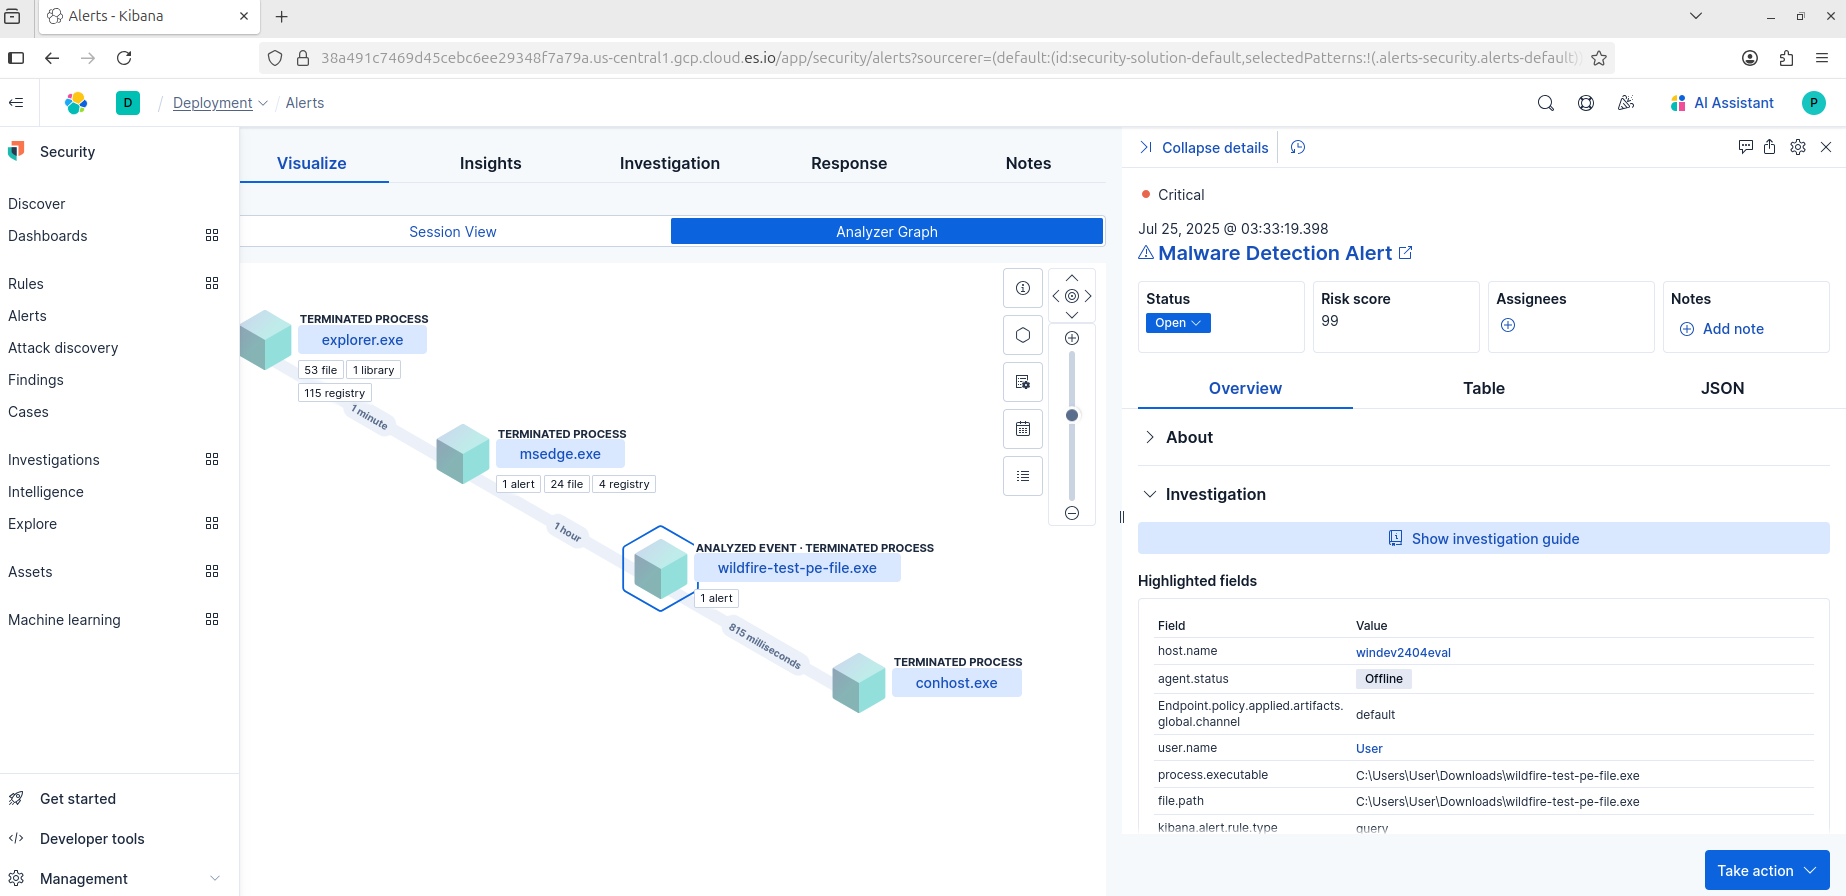 Alerts - Kibana
38a491c7469d45cebc6ee29348f7a79a.us-central1.gcp.cloud.es.io/app/security/alerts?sourcerer=(default:(id:security-solution-default,selectedPatterns:!(.alerts-security.alerts-default))
D / Deployment / Alerts
AI Assistant
P
Security
Discover
Dashboards
Rules
Alerts
Attack discovery
Findings
Cases
Investigations
Intelligence
Explore
Assets
Machine learning
Get started
Developer tools
Management
Visualize
Insights
Investigation
Response
Notes
Session View
Analyzer Graph
TERMINATED PROCESS
explorer.exe
53 file
1 library
115 registry
1 minute
TERMINATED PROCESS
msedge.exe
1 alert
24 file
4 registry
1 hour
ANALYZED EVENT · TERMINATED PROCESS
wildfire-test-pe-file.exe
1 alert
815 milliseconds
TERMINATED PROCESS
conhost.exe
Collapse details
Critical
Jul 25, 2025 @ 03:33:19.398
Malware Detection Alert
Status
Open
Risk score
99
Assignees
Notes
Add note
Overview
Table
JSON
About
Investigation
Show investigation guide
Highlighted fields
Field Value
host.name windev2404eval
agent.status Offline
Endpoint.policy.applied.artifacts.
global.channel default
user.name User
process.executable C:\Users\User\Downloads\wildfire-test-pe-file.exe
file.path C:\Users\User\Downloads\wildfire-test-pe-file.exe
kibana.alert.rule.type query
Take action